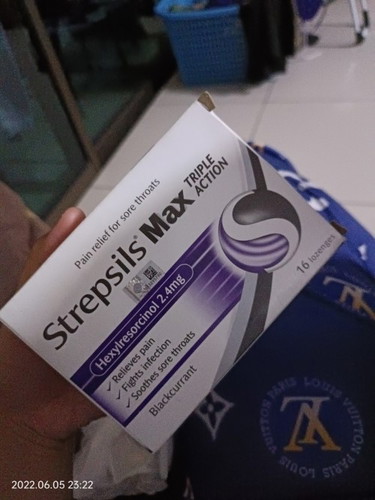 Pain relief for sore throats
Strepsils® Max TRIPLE
ACTION
Hexylresorcinol 2.4mg
✓ Relieves pain
✓ Fights infection
✓ Soothes sore throats
Blackcurrant
16 lozenges
LOUIS VUITTON PARIS
LOUIS VUITTON PARIS
2022.06.05 23:22